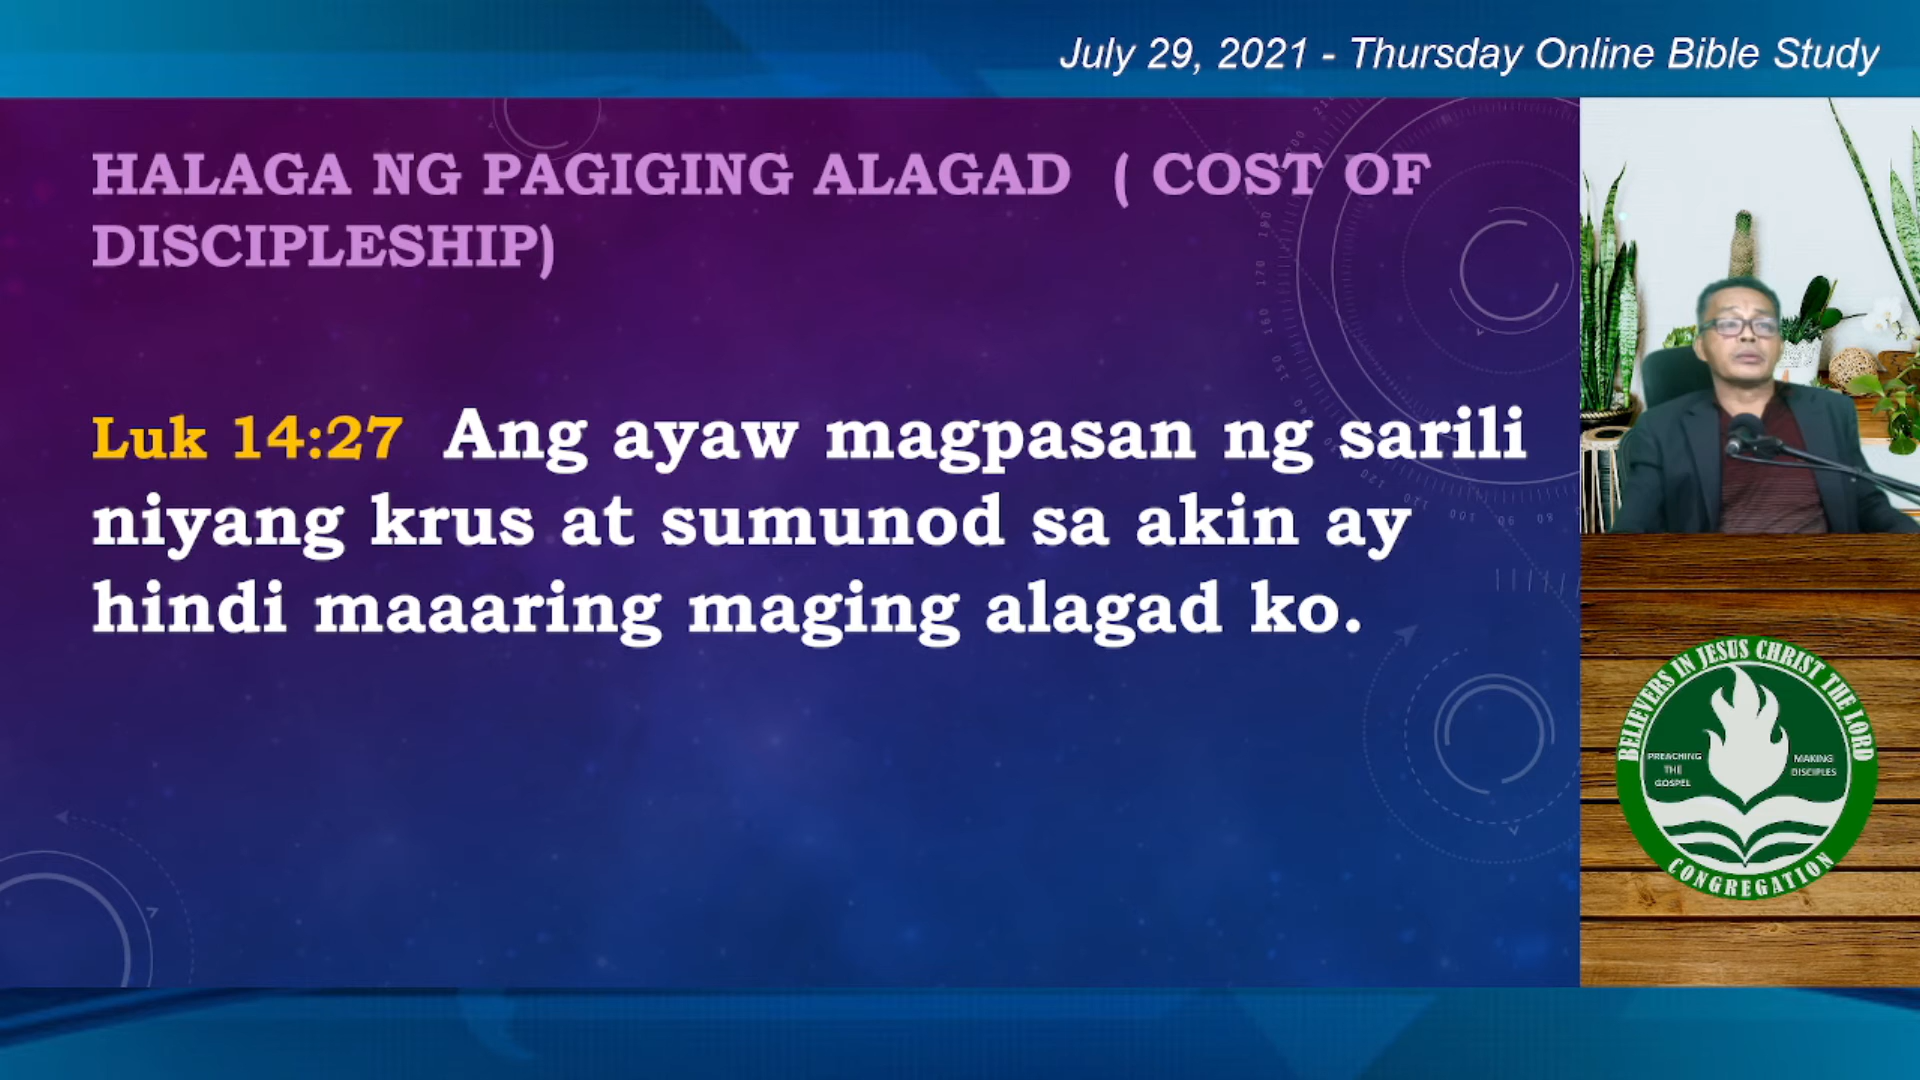 July 29, 2021 - Thursday Online Bible Study
HALAGA NG PAGIGING ALAGAD ( COST OF
DISCIPLESHIP)
Luk 14:27 Ang ayaw magpasan ng sarili
niyang krus at sumunod sa akin ay
hindi maaaring maging alagad ko.
BELIEVERS IN JESUS CHRIST THE LORD
PREACHING
THE
GOSPEL
MAKING
DISCIPLES
CONGREGATION